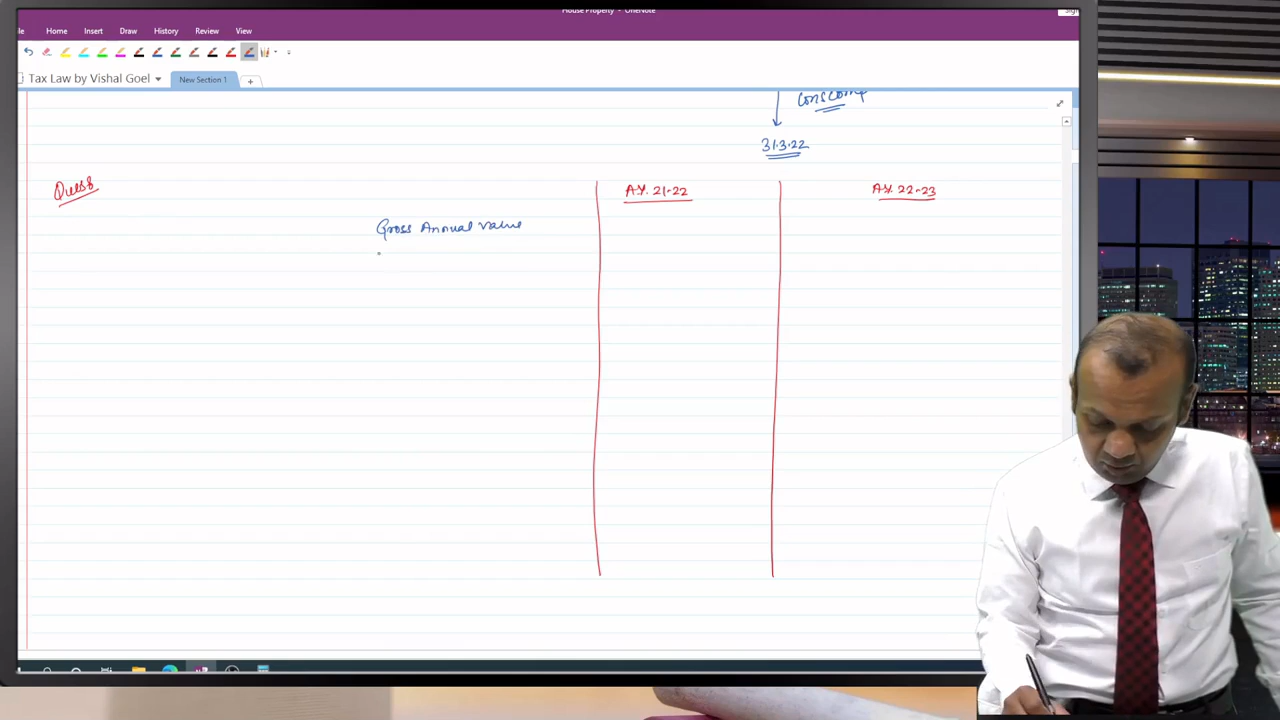 House Property - OneNote
Sign
Home Insert Draw History Review View
Tax Law by Vishal Goel
New Section 1
31.3.22
Ques
A.Y. 21-22
A.Y. 22-23
Gross Annual Value